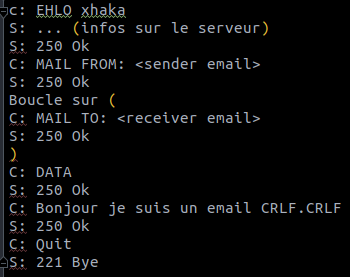 c: EHLO xhaka
S: ... (infos sur le serveur)
S: 250 Ok
C: MAIL FROM: <sender email>
S: 250 Ok
Boucle sur (
C: MAIL TO: <receiver email>
S: 250 Ok
)
C: DATA
S: 250 Ok
C: Bonjour je suis un email CRLF.CRLF
S: 250 Ok
C: Quit
S: 221 Bye